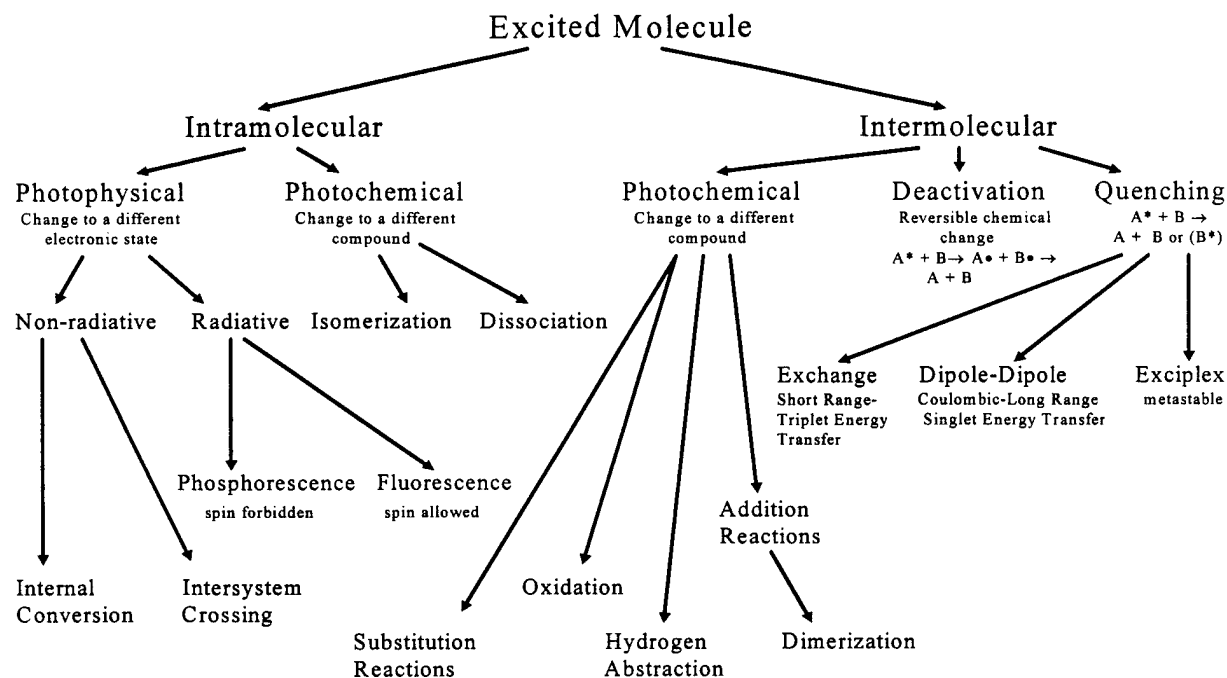 Excited Molecule
Intramolecular
Intermolecular
Photophysical
Change to a different
electronic state
Photochemical
Change to a different
compound
Photochemical
Change to a different
compound
Deactivation
Reversible chemical
change
A* + B→ A• + B• →
A + B
Quenching
A* + B →
A + B or (B*)
Non-radiative
Radiative
Isomerization
Dissociation
Exchange
Short Range-
Triplet Energy
Transfer
Dipole-Dipole
Coulombic-Long Range
Singlet Energy Transfer
Exciplex
metastable
Phosphorescence
spin forbidden
Fluorescence
spin allowed
Addition
Reactions
Internal
Conversion
Intersystem
Crossing
Oxidation
Substitution
Reactions
Hydrogen
Abstraction
Dimerization